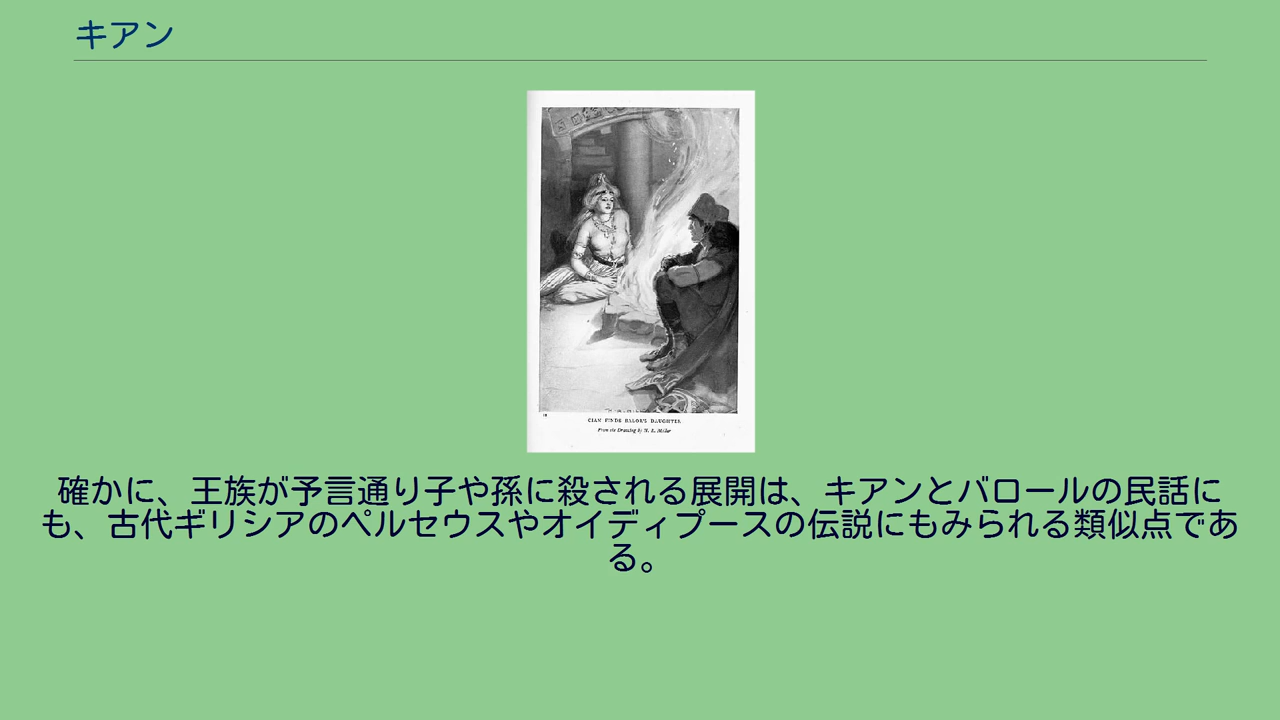 キアン
CIAN FINDS BALOR'S DAUGHTER
From the Drawing by H. R. Millar
確かに、王族が予言通り子や孫に殺される展開は、キアンとバロールの民話に
も、古代ギリシアのペルセウスやオイディプースの伝説にもみられる類似点であ
る。